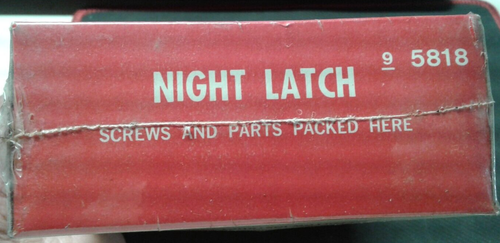 NIGHT LATCH 9 5818
SCREWS AND PARTS PACKED HERE